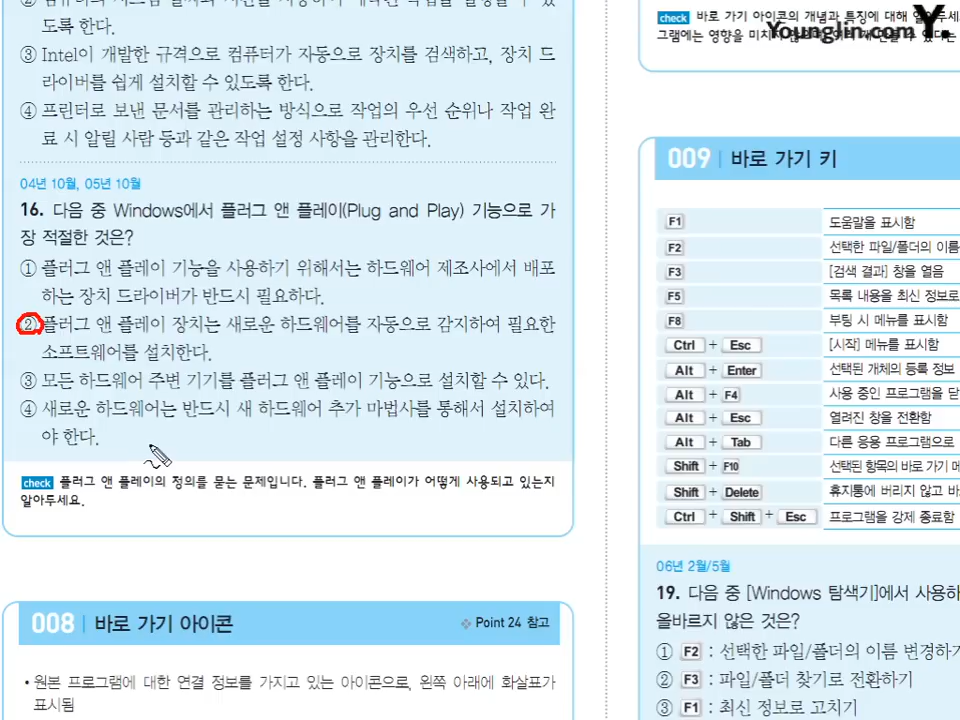 도록 한다.
③ Intel이 개발한 규격으로 컴퓨터가 자동으로 장치를 검색하고, 장치 드
라이버를 쉽게 설치할 수 있도록 한다.
④ 프린터로 보낸 문서를 관리하는 방식으로 작업의 우선 순위나 작업 완
료 시 알릴 사람 등과 같은 작업 설정 사항을 관리한다.
04년 10월, 05년 10월
16. 다음 중 Windows에서 플러그 앤 플레이(Plug and Play) 기능으로 가
장 적절한 것은?
① 플러그 앤 플레이 기능을 사용하기 위해서는 하드웨어 제조사에서 배포
하는 장치 드라이버가 반드시 필요하다.
② 플러그 앤 플레이 장치는 새로운 하드웨어를 자동으로 감지하여 필요한
소프트웨어를 설치한다.
③ 모든 하드웨어 주변 기기를 플러그 앤 플레이 기능으로 설치할 수 있다.
④ 새로운 하드웨어는 반드시 새 하드웨어 추가 마법사를 통해서 설치하여
야 한다.
check 플러그 앤 플레이의 정의를 묻는 문제입니다. 플러그 앤 플레이가 어떻게 사용되고 있는지
알아두세요.
008 바로 가기 아이콘 Point 24 참고
• 원본 프로그램에 대한 연결 정보를 가지고 있는 아이콘으로, 왼쪽 아래에 화살표가
표시됨
check 바로 가기 아이콘의 개념과 특징에 대해
그램에는 영향을
Younglin.com Y.
009 바로 가기 키
F1 도움말을 표시함
F2 선택한 파일/폴더의 이름
F3 [검색 결과] 창을 열음
F5 목록 내용을 최신 정보로
F8 부팅 시 메뉴를 표시함
Ctrl + Esc [시작] 메뉴를 표시함
Alt + Enter 선택된 개체의 등록 정보
Alt + F4 사용 중인 프로그램을 닫
Alt + Esc 열려진 창을 전환함
Alt + Tab 다른 응용 프로그램으로
Shift + F10 선택된 항목의 바로 가기 메
Shift + Delete 휴지통에 버리지 않고 바
Ctrl + Shift + Esc 프로그램을 강제 종료함
06년 2월/5월
19. 다음 중 [Windows 탐색기]에서 사용하
올바르지 않은 것은?
① F2 : 선택한 파일/폴더의 이름 변경하기
② F3 : 파일/폴더 찾기로 전환하기
③ F1 : 최신 정보로 고치기